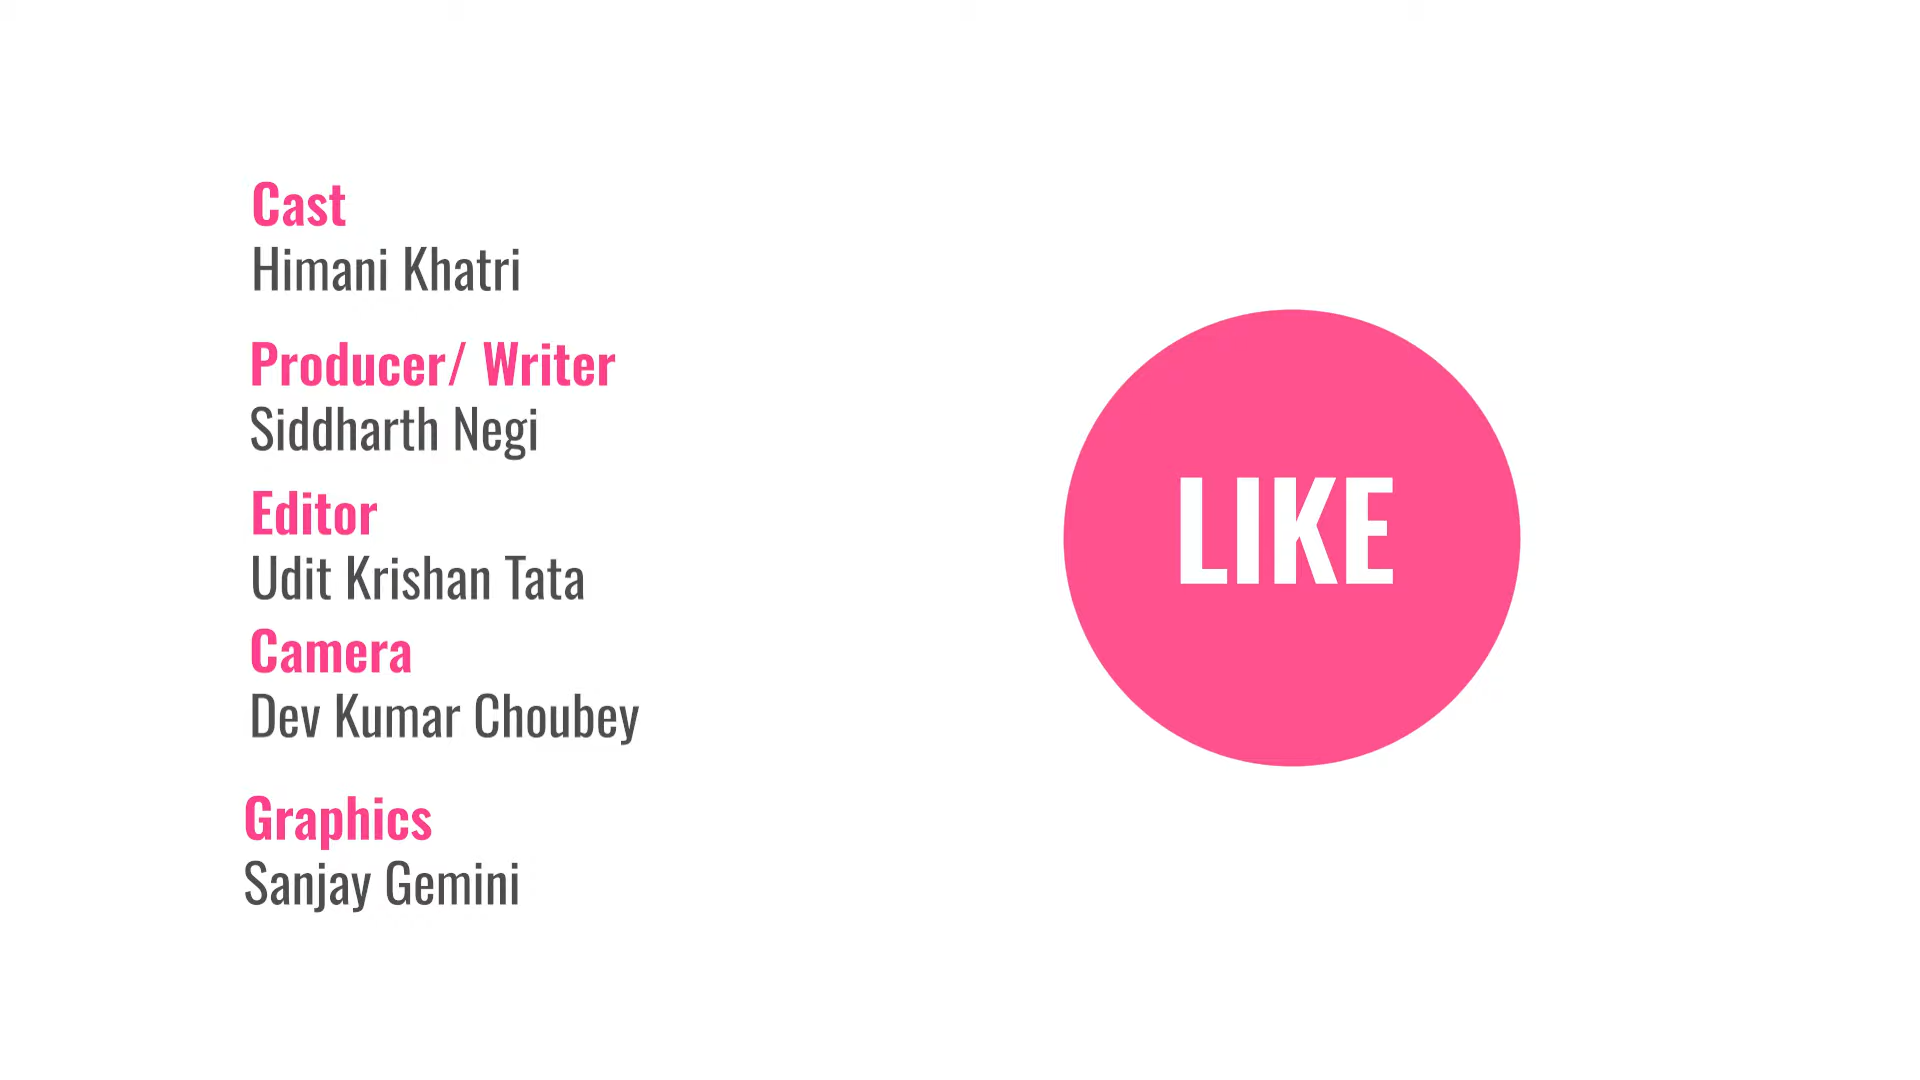 Cast
Himani Khatri
Producer/ Writer
Siddharth Negi
Editor
Udit Krishan Tata
Camera
Dev Kumar Choubey
Graphics
Sanjay Gemini
LIKE